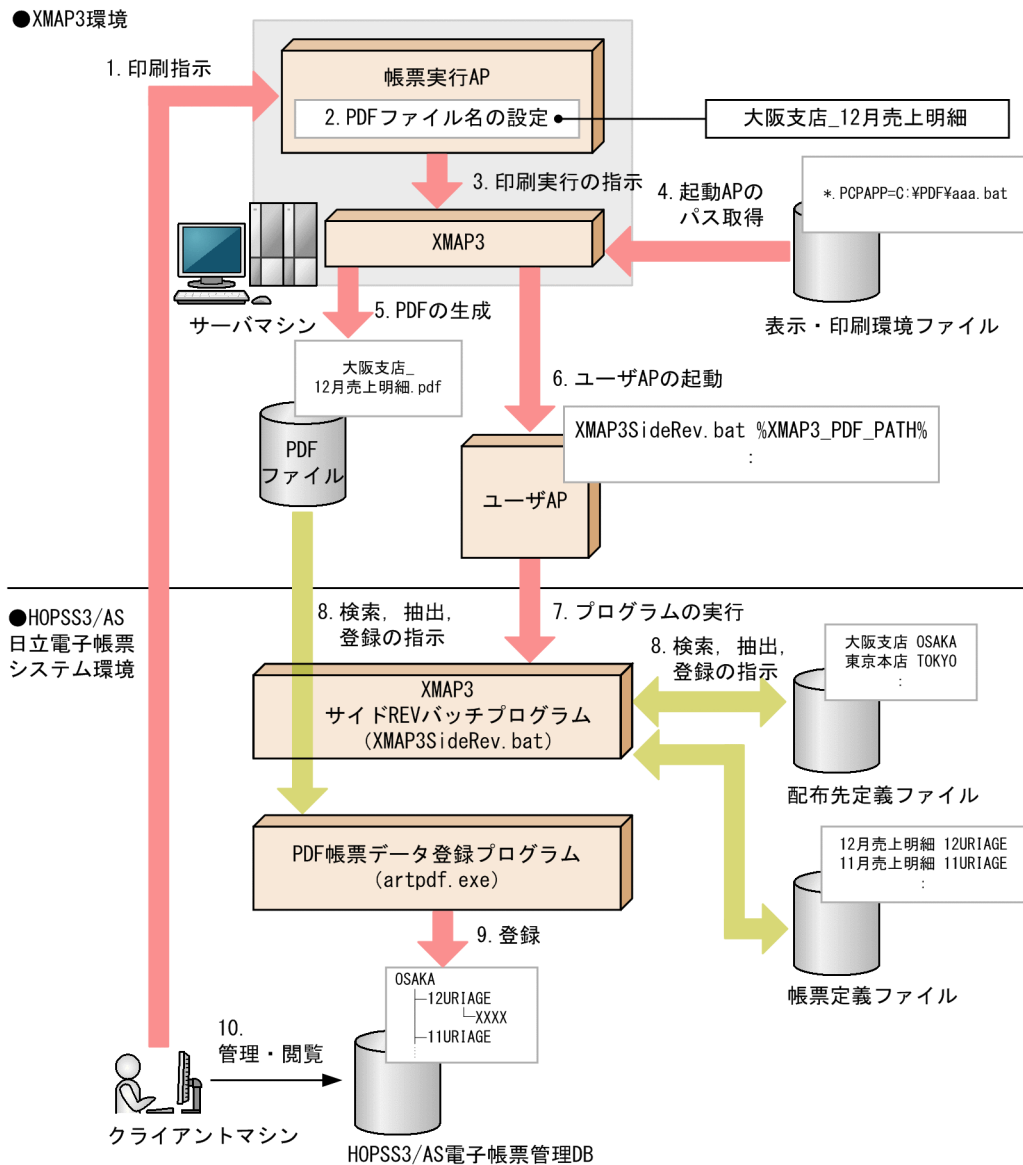 ●XMAP3環境
1.印刷指示
帳票実行AP
2.PDFファイル名の設定
大阪支店_12月売上明細
3.印刷実行の指示
4.起動APの
パス取得
*.PCPAPP=C:¥PDF¥aaa.bat
XMAP3
サーバマシン
5.PDFの生成
表示・印刷環境ファイル
大阪支店_
12月売上明細.pdf
6.ユーザAPの起動
XMAP3SideRev.bat %XMAP3_PDF_PATH%
:
PDF
ファイル
ユーザAP
●HOPSS3/AS
日立電子帳票
システム環境
8.検索，抽出，
登録の指示
7.プログラムの実行
8.検索，抽出，
登録の指示
大阪支店 OSAKA
東京本店 TOKYO
:
XMAP3
サイドREVバッチプログラム
(XMAP3SideRev.bat)
配布先定義ファイル
PDF帳票データ登録プログラム
(artpdf.exe)
12月売上明細 12URIAGE
11月売上明細 11URIAGE
:
9.登録
帳票定義ファイル
OSAKA
12URIAGE
XXXX
11URIAGE
10.
管理・閲覧
クライアントマシン
HOPSS3/AS電子帳票管理DB